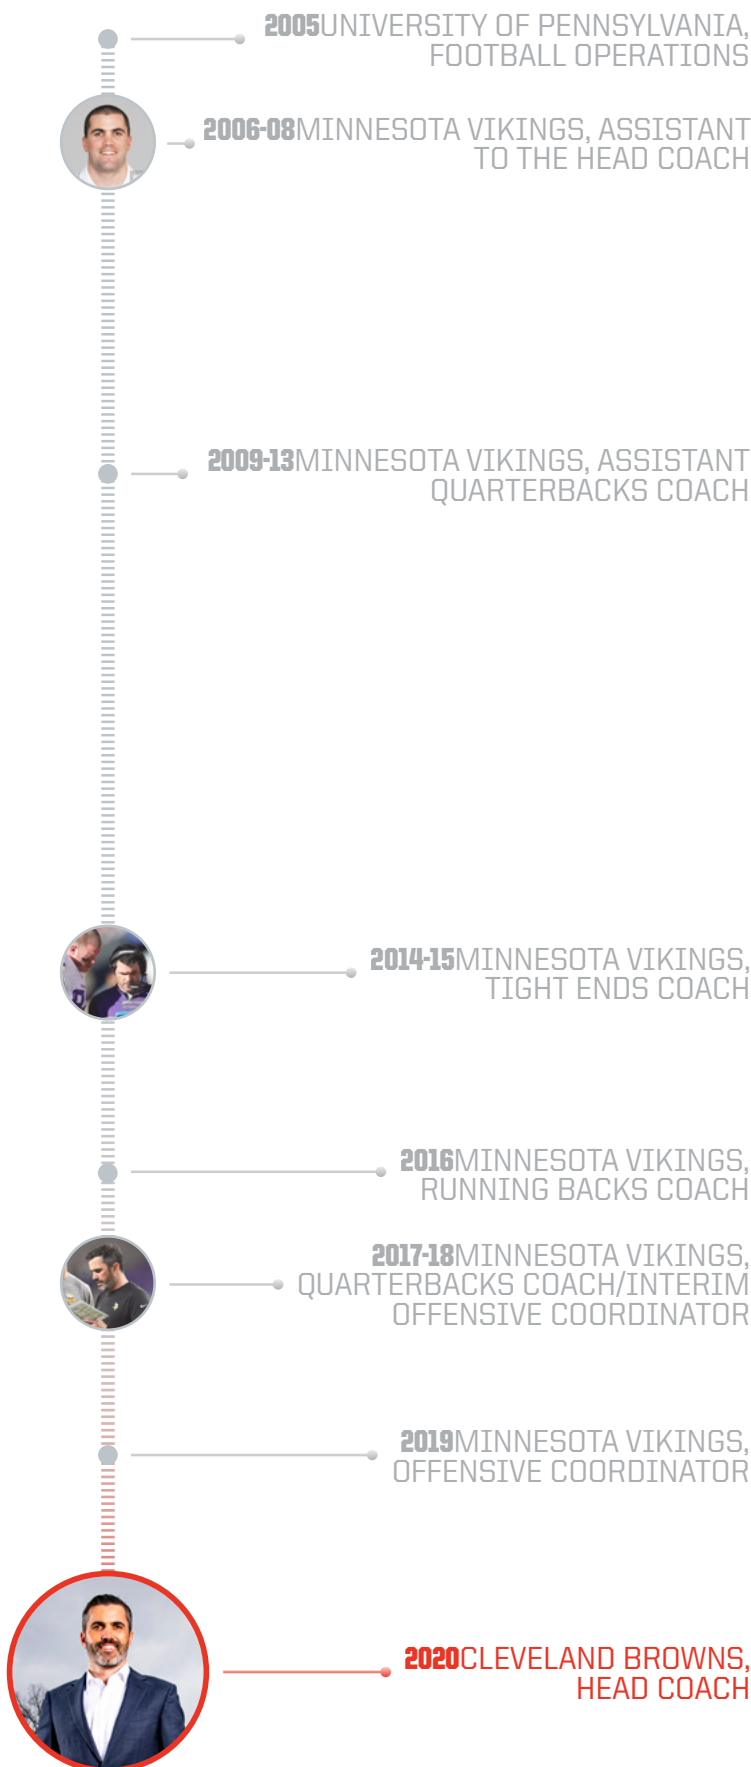 2005UNIVERSITY OF PENNSYLVANIA,
FOOTBALL OPERATIONS
2006-08MINNESOTA VIKINGS, ASSISTANT
TO THE HEAD COACH
2009-13MINNESOTA VIKINGS, ASSISTANT
QUARTERBACKS COACH
2014-15MINNESOTA VIKINGS,
TIGHT ENDS COACH
2016MINNESOTA VIKINGS,
RUNNING BACKS COACH
2017-18MINNESOTA VIKINGS,
QUARTERBACKS COACH/INTERIM
OFFENSIVE COORDINATOR
2019MINNESOTA VIKINGS,
OFFENSIVE COORDINATOR
2020CLEVELAND BROWNS,
HEAD COACH